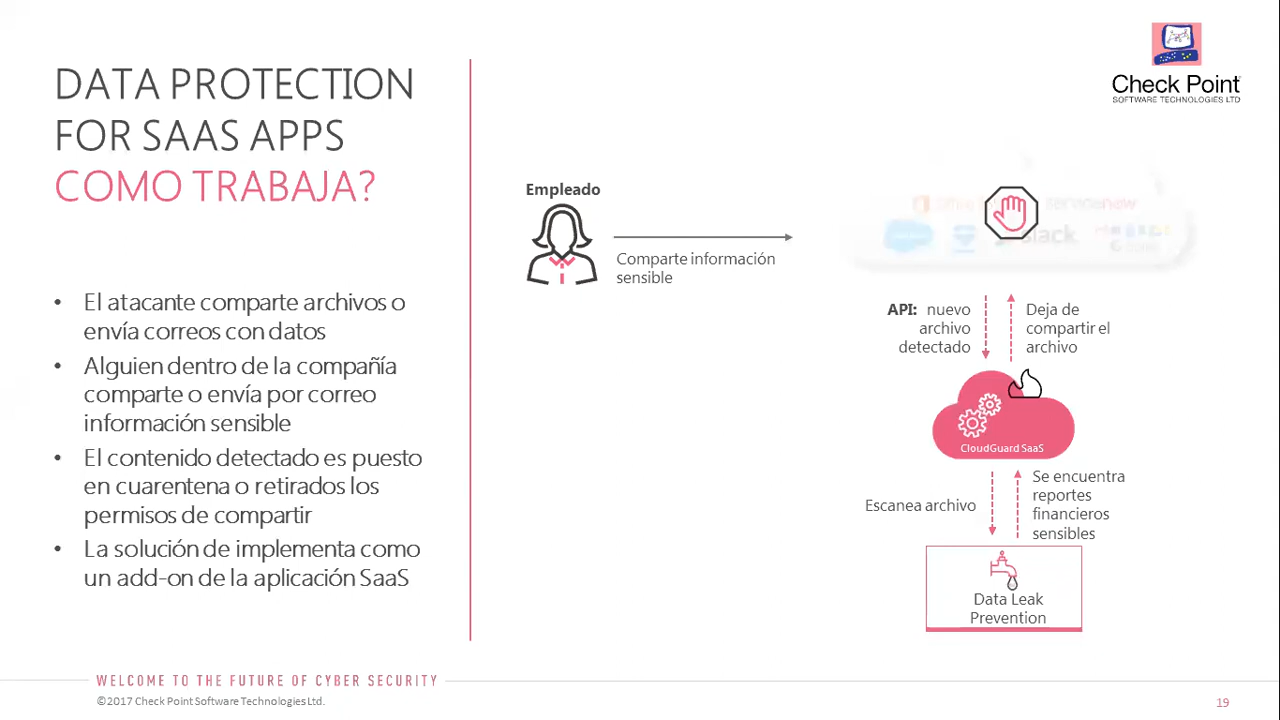 DATA PROTECTION
FOR SAAS APPS
COMO TRABAJA?
• El atacante comparte archivos o
envía correos con datos
• Alguien dentro de la compañía
comparte o envía por correo
información sensible
• El contenido detectado es puesto
en cuarentena o retirados los
permisos de compartir
• La solución de implementa como
un add-on de la aplicación SaaS
Check Point
SOFTWARE TECHNOLOGIES LTD
Empleado
Comparte información
sensible
servicenow
slack
API: nuevo
archivo
detectado
Deja de
compartir el
archivo
CloudGuard SaaS
Escanea archivo
Se encuentra
reportes
financieros
sensibles
Data Leak
Prevention
WELCOME TO THE FUTURE OF CYBER SECURITY
©2017 Check Point Software Technologies Ltd.
19